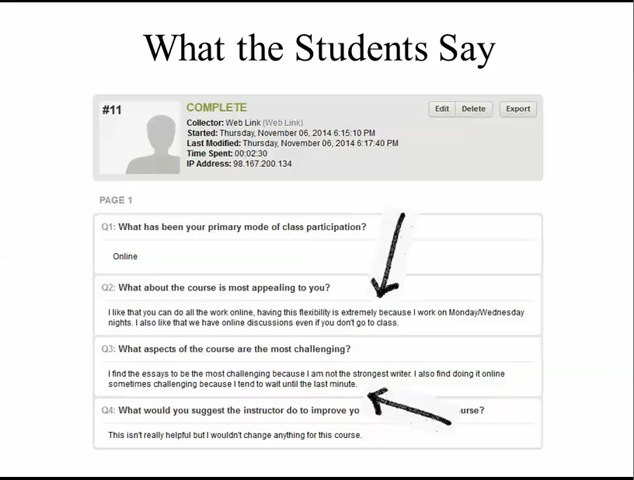 What the Students Say
#11
COMPLETE
Edit Delete Export
Collector: Web Link (Web Link)
Started: Thursday, November 06, 2014 6:15:10 PM
Last Modified: Thursday, November 06, 2014 6:17:40 PM
Time Spent: 00:02:30
IP Address: 98.167.200.134
PAGE 1
Q1: What has been your primary mode of class participation?
Online
Q2: What about the course is most appealing to you?
I like that you can do all the work online, having this flexibility is extremely because I work on Monday/Wednesday
nights. I also like that we have online discussions even if you don't go to class.
Q3: What aspects of the course are the most challenging?
I find the essays to be the most challenging because I am not the strongest writer. I also find doing it online
sometimes challenging because I tend to wait until the last minute.
Q4: What would you suggest the instructor do to improve
This isn't really helpful but I wouldn't change anything for this course.